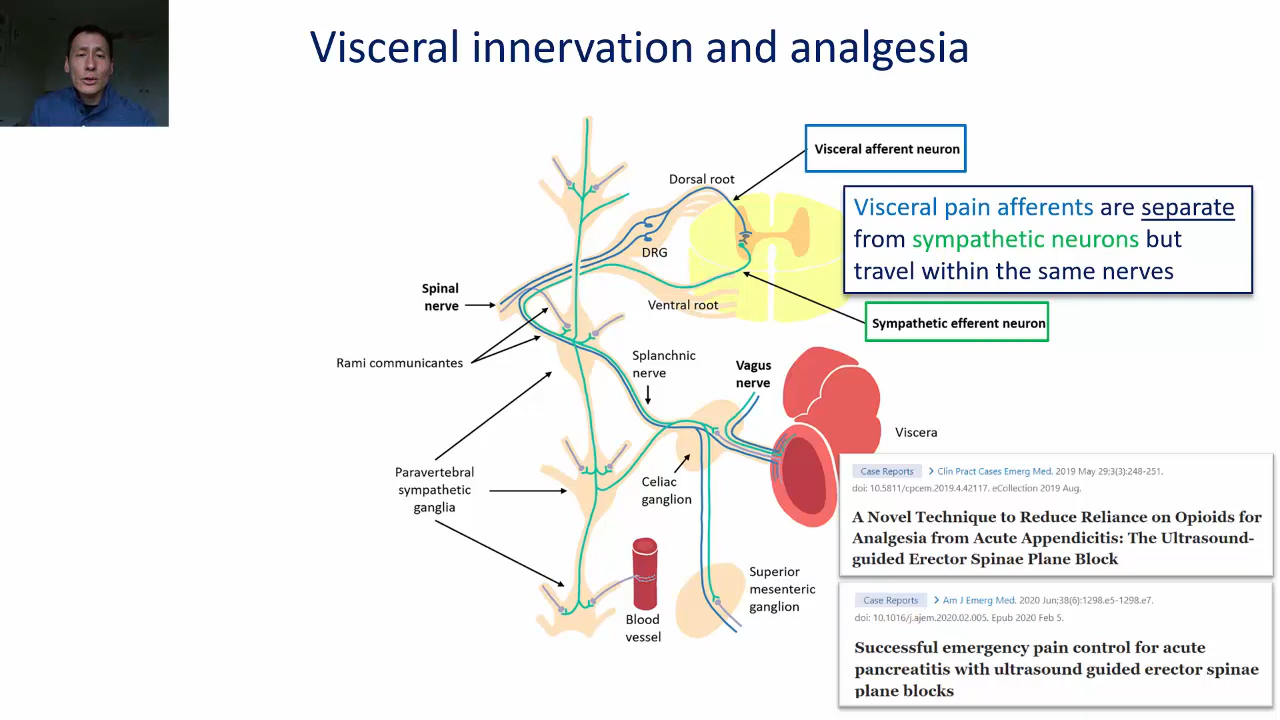 Visceral innervation and analgesia
Visceral afferent neuron
Dorsal root
Visceral pain afferents are separate
from sympathetic neurons but
travel within the same nerves
DRG
Spinal
nerve
Ventral root
Sympathetic efferent neuron
Rami communicantes
Splanchnic
nerve
Vagus
nerve
Viscera
Paravertebral
sympathetic
ganglia
Celiac
ganglion
Case Reports > Clin Pract Cases Emerg Med. 2019 May 29;3(3):248-251.
doi: 10.5811/cpcem.2019.4.42117. eCollection 2019 Aug.
A Novel Technique to Reduce Reliance on Opioids for
Analgesia from Acute Appendicitis: The Ultrasound-
guided Erector Spinae Plane Block
Superior
mesenteric
ganglion
Blood
vessel
Case Reports > Am J Emerg Med. 2020 Jun;38(6):1298.e5-1298.e7.
doi: 10.1016/j.ajem.2020.02.005. Epub 2020 Feb 5.
Successful emergency pain control for acute
pancreatitis with ultrasound guided erector spinae
plane blocks